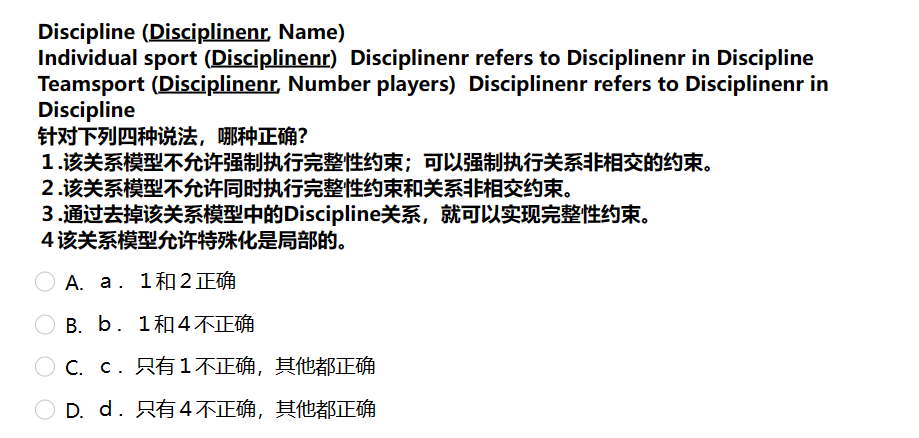 Discipline (Disciplinenr, Name)
Individual sport (Disciplinenr)  Disciplinenr refers to Disciplinenr in Discipline
Teamsport (Disciplinenr, Number players)  Disciplinenr refers to Disciplinenr in
Discipline
针对下列四种说法，哪种正确？
１.该关系模型不允许强制执行完整性约束；可以强制执行关系非相交的约束。
２.该关系模型不允许同时执行完整性约束和关系非相交约束。
３.通过去掉该关系模型中的Discipline关系，就可以实现完整性约束。
４该关系模型允许特殊化是局部的。
A. ａ．１和２正确
B. ｂ．１和４不正确
C. ｃ．只有１不正确，其他都正确
D. ｄ．只有４不正确，其他都正确